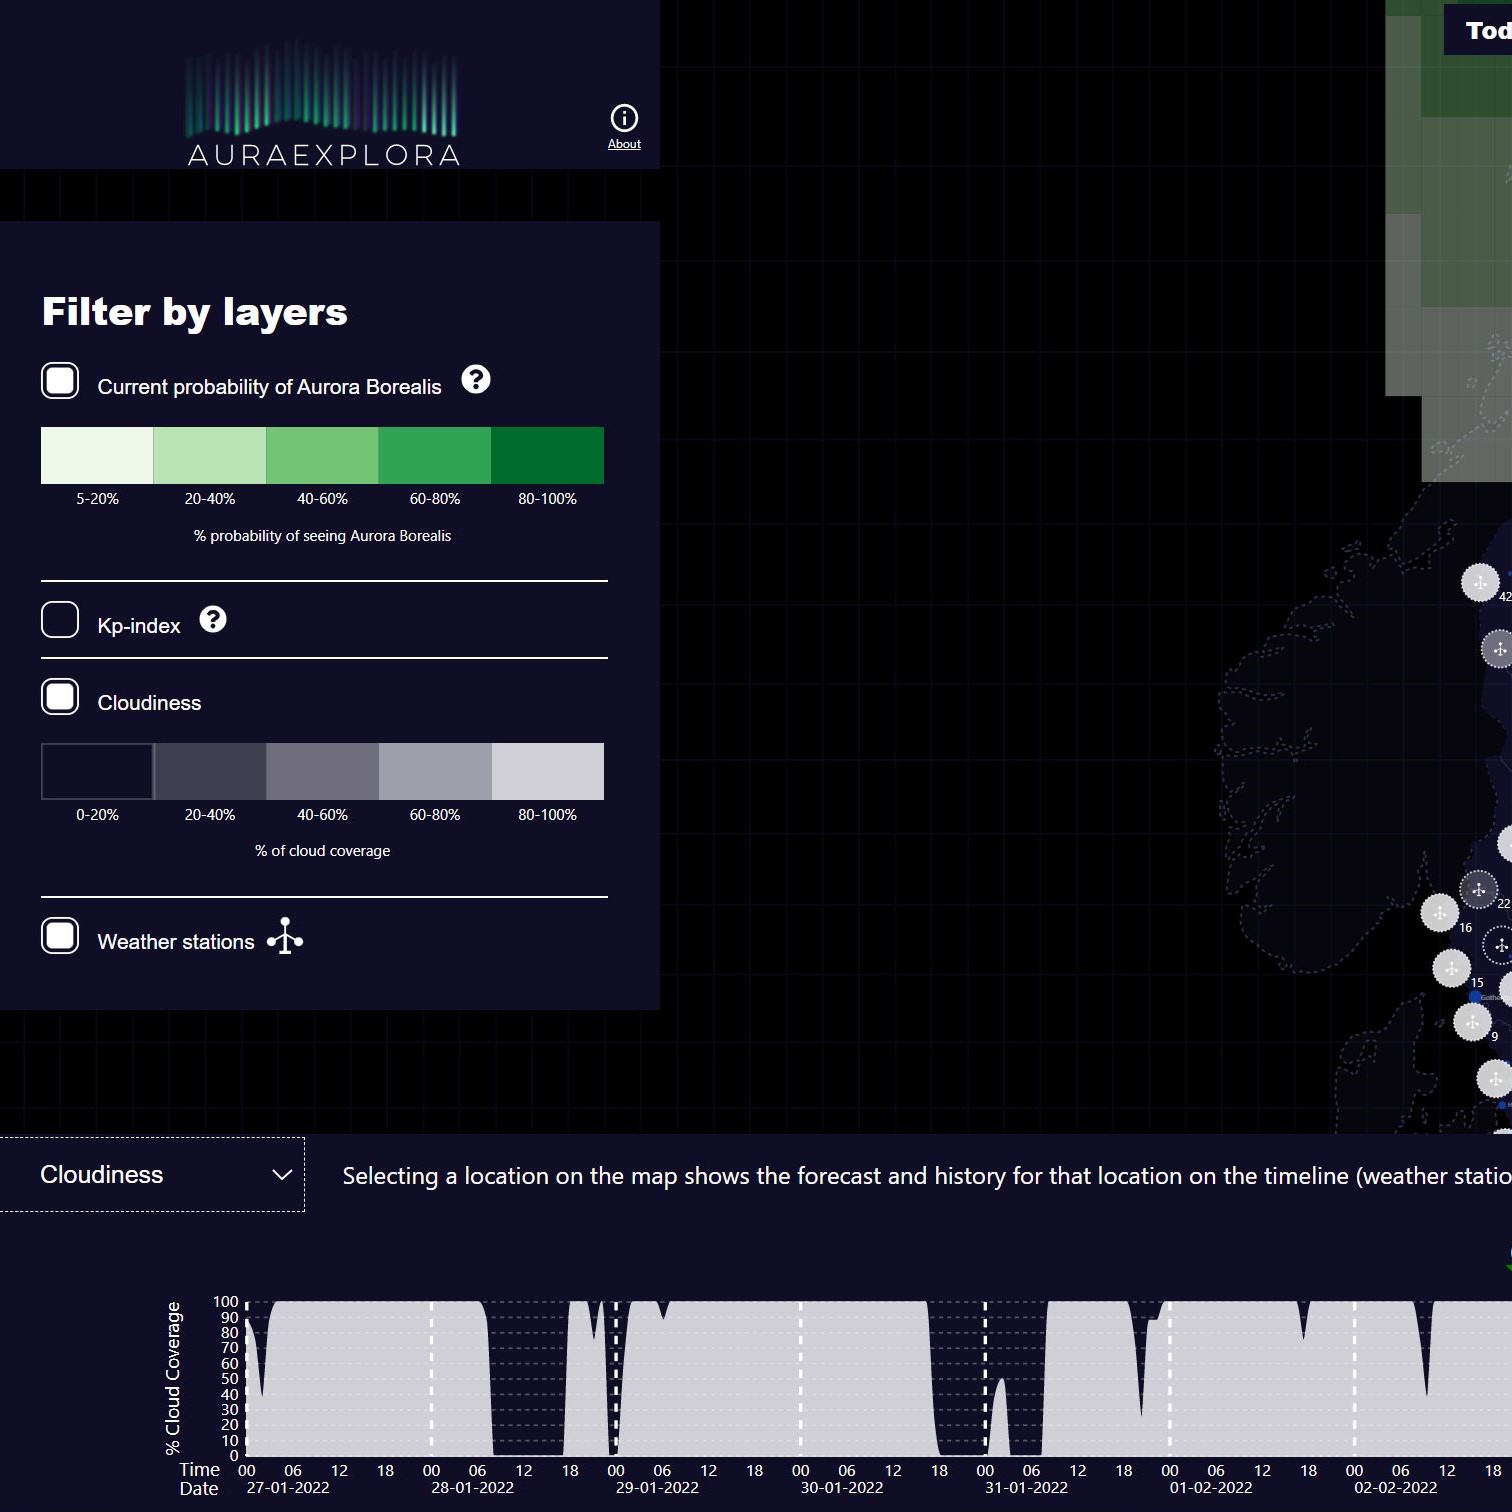 Tod
AURAEXPLORA
About
Filter by layers
Current probability of Aurora Borealis
5-20% 20-40% 40-60% 60-80% 80-100%
% probability of seeing Aurora Borealis
Kp-index
Cloudiness
0-20% 20-40% 40-60% 60-80% 80-100%
% of cloud coverage
Weather stations
42
22
16
15
9
Cloudiness
Selecting a location on the map shows the forecast and history for that location on the timeline (weather statio
% Cloud Coverage
100
90
80
70
60
50
40
30
20
10
0
Time 00 06 12 18 00 06 12 18 00 06 12 18 00 06 12 18 00 06 12 18 00 06 12 18 00 06 12 18
Date 27-01-2022 28-01-2022 29-01-2022 30-01-2022 31-01-2022 01-02-2022 02-02-2022